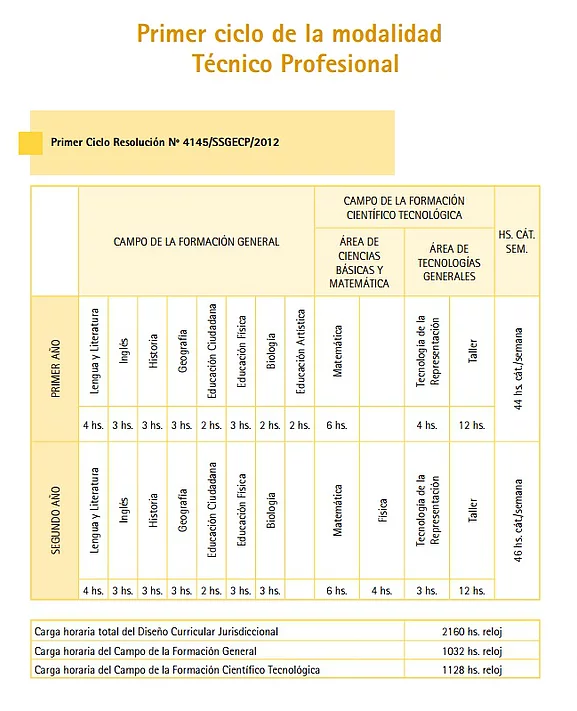 Primer ciclo de la modalidad
Técnico Profesional
Primer Ciclo Resolución Nº 4145/SSGECP/2012
CAMPO DE LA FORMACIÓN GENERAL
CAMPO DE LA FORMACIÓN
CIENTÍFICO TECNOLÓGICA
ÁREA DE
CIENCIAS
BÁSICAS Y
MATEMÁTICA
ÁREA DE
TECNOLOGÍAS
GENERALES
HS. CÁT.
SEM.
PRIMER AÑO
Lengua y Literatura
Inglés
Historia
Geografía
Educación Ciudadana
Educación Física
Biología
Educación Artística
Matemática
Tecnología de la
Representación
Taller
44 hs. cát./semana
4 hs. 3 hs. 3 hs. 3 hs. 2 hs. 3 hs. 2 hs. 2 hs. 6 hs. 4 hs. 12 hs.
SEGUNDO AÑO
Lengua y Literatura
Inglés
Historia
Geografía
Educación Ciudadana
Educación Física
Biología
Matemática
Física
Tecnología de la
Representación
Taller
46 hs. cát./semana
4 hs. 3 hs. 3 hs. 3 hs. 2 hs. 3 hs. 3 hs. 6 hs. 4 hs. 3 hs. 12 hs.
Carga horaria total del Diseño Curricular Jurisdiccional 2160 hs. reloj
Carga horaria del Campo de la Formación General 1032 hs. reloj
Carga horaria del Campo de la Formación Científico Tecnológica 1128 hs. reloj